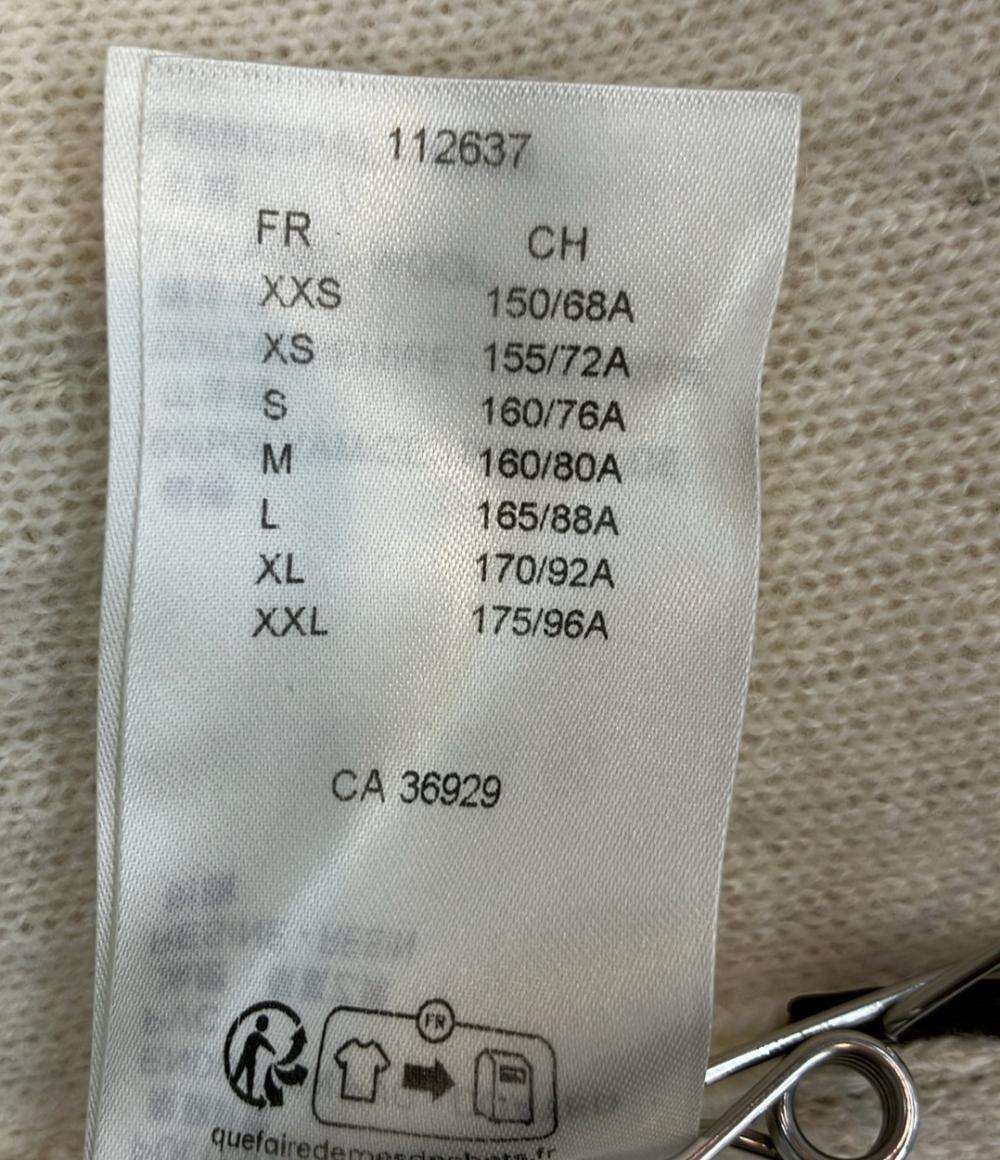 112637
FR CH
XXS 150/68A
XS 155/72A
S 160/76A
M 160/80A
L 165/88A
XL 170/92A
XXL 175/96A
CA 36929
FR